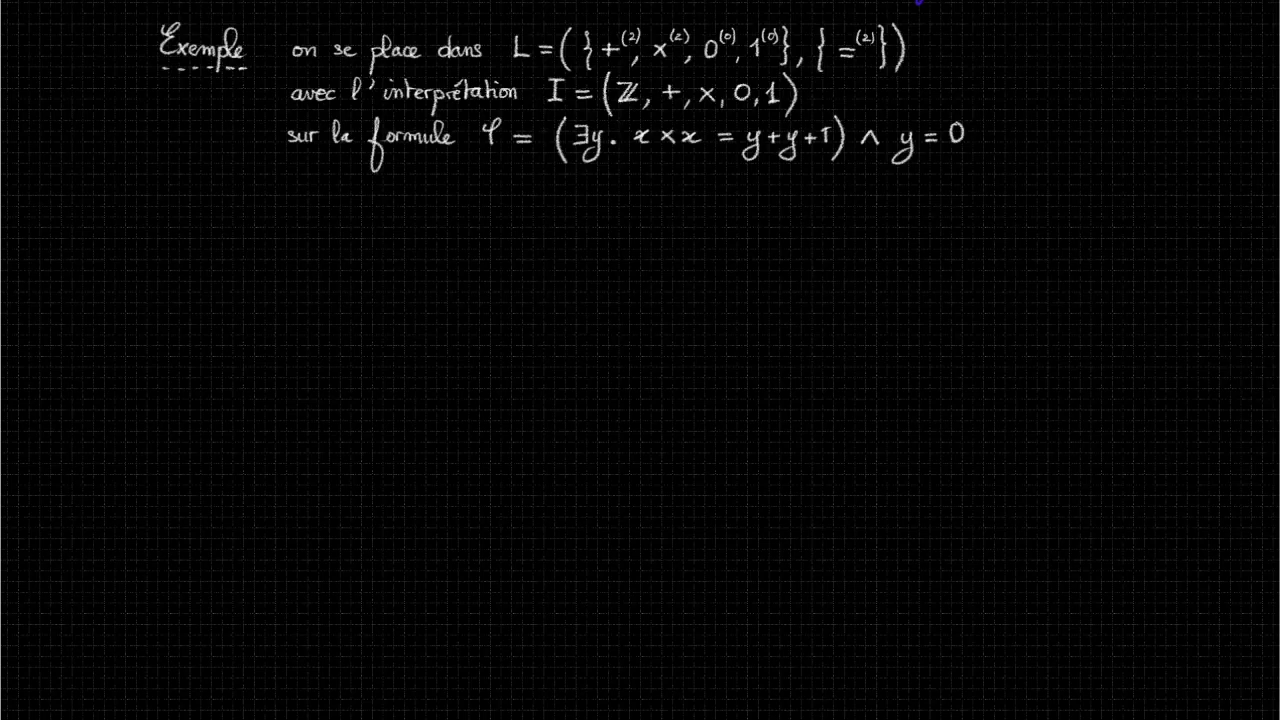 Exemple on se place dans L = ({+⁽²⁾, ×⁽²⁾, 0⁽⁰⁾, 1⁽⁰⁾}, {=⁽²⁾})
avec l'interprétation I = (ℤ, +, ×, 0, 1)
sur la formule φ = (∃y. x × x = y + y + 1) ∧ y = 0